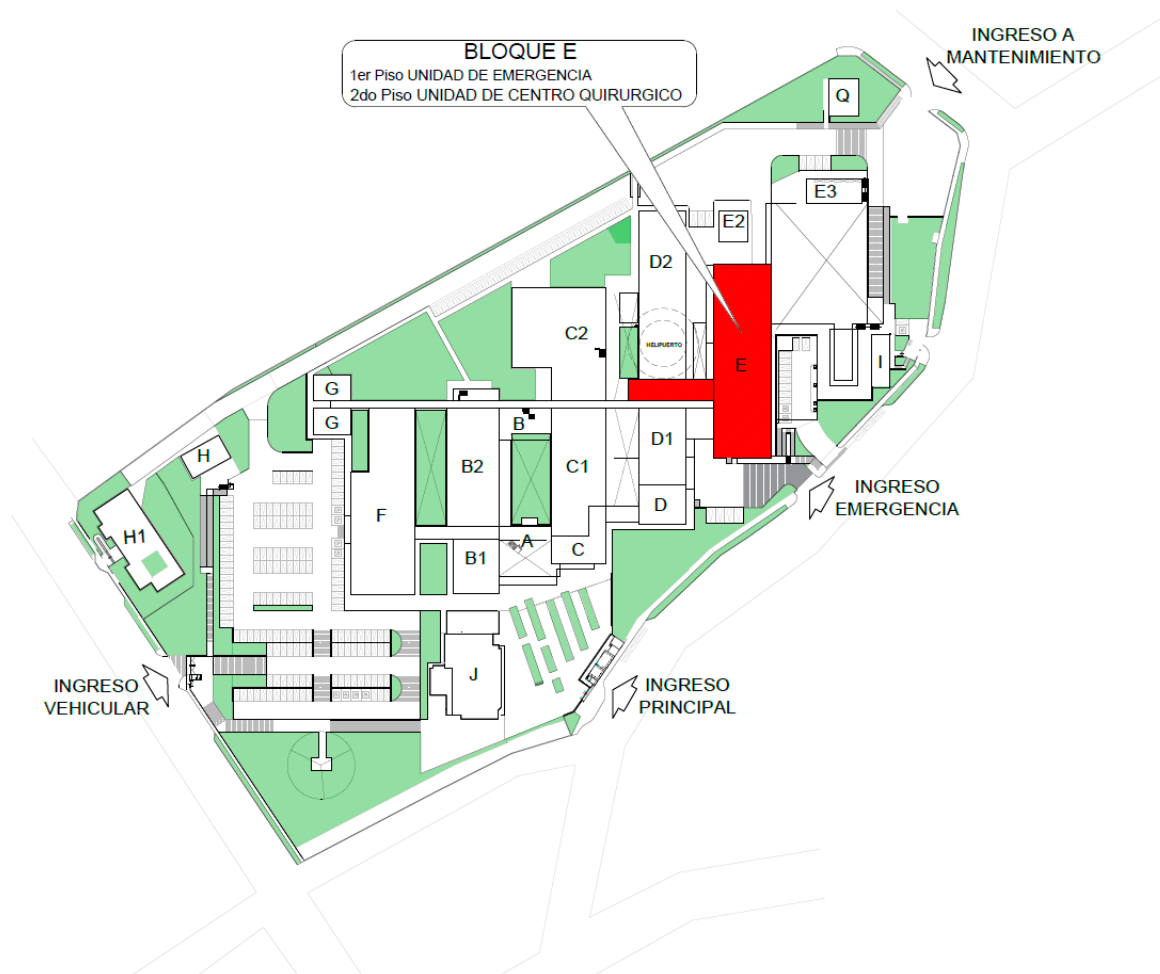 INGRESO A
MANTENIMIENTO
BLOQUE E
1er Piso UNIDAD DE EMERGENCIA
2do Piso UNIDAD DE CENTRO QUIRURGICO
Q
E3
E2
D2
C2
HELIPUERTO
E
I
G
G
B
D1
H
B2
C1
INGRESO
EMERGENCIA
D
F
H1
A
C
B1
J
INGRESO
VEHICULAR
INGRESO
PRINCIPAL